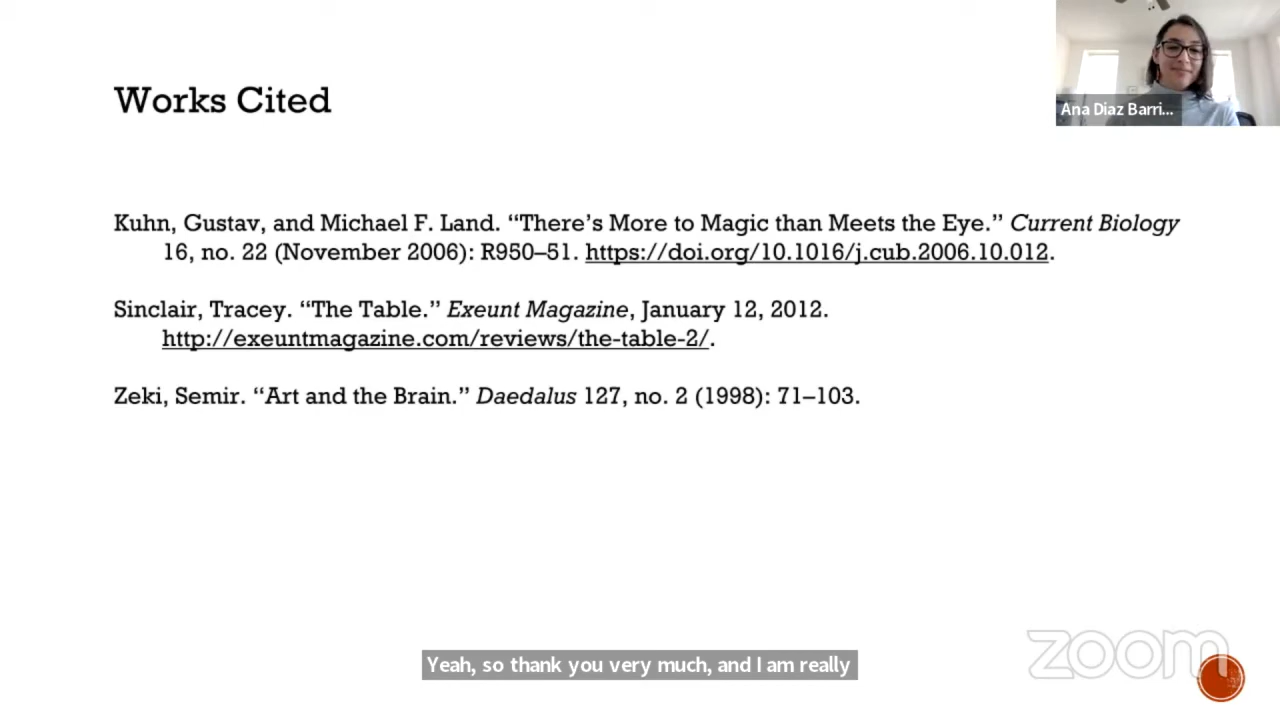 Works Cited
Ana Diaz Barri...
Kuhn, Gustav, and Michael F. Land. “There’s More to Magic than Meets the Eye.” Current Biology
16, no. 22 (November 2006): R950–51. https://doi.org/10.1016/j.cub.2006.10.012.
Sinclair, Tracey. “The Table.” Exeunt Magazine, January 12, 2012.
http://exeuntmagazine.com/reviews/the-table-2/.
Zeki, Semir. “Art and the Brain.” Daedalus 127, no. 2 (1998): 71–103.
Yeah, so thank you very much, and I am really
zoom